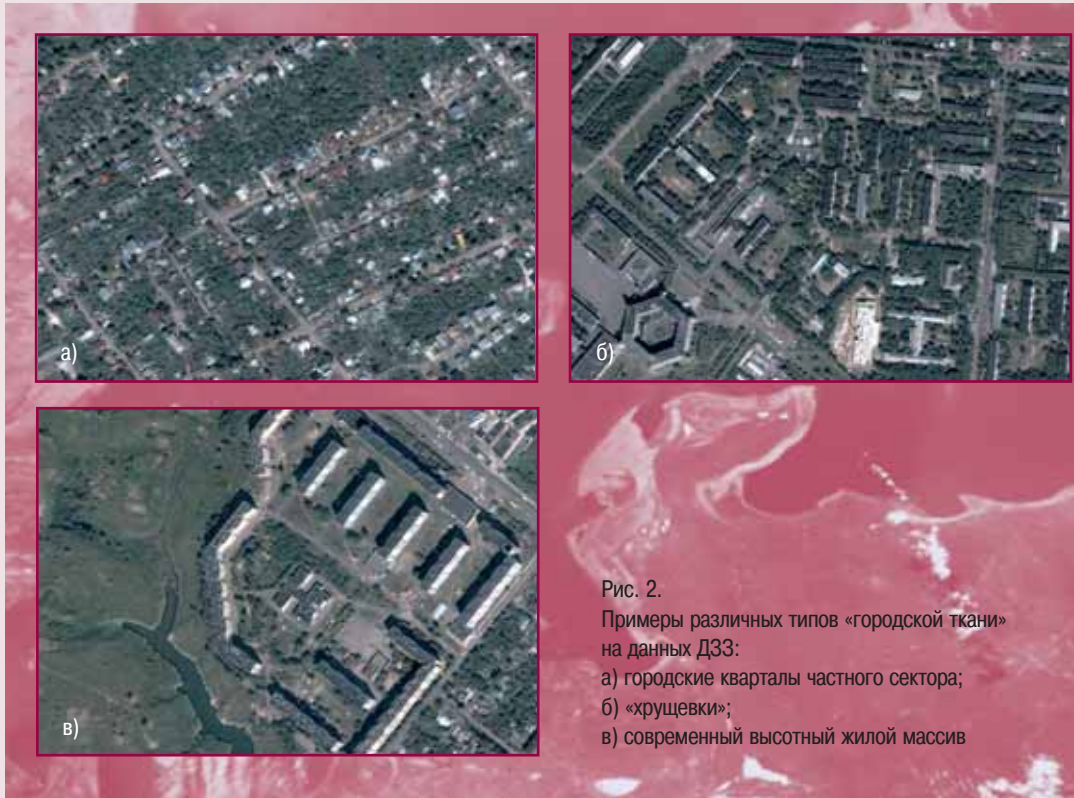 а)
б)
в)
Рис. 2.
Примеры различных типов «городской ткани»
на данных ДЗЗ:
а) городские кварталы частного сектора;
б) «хрущевки»;
в) современный высотный жилой массив